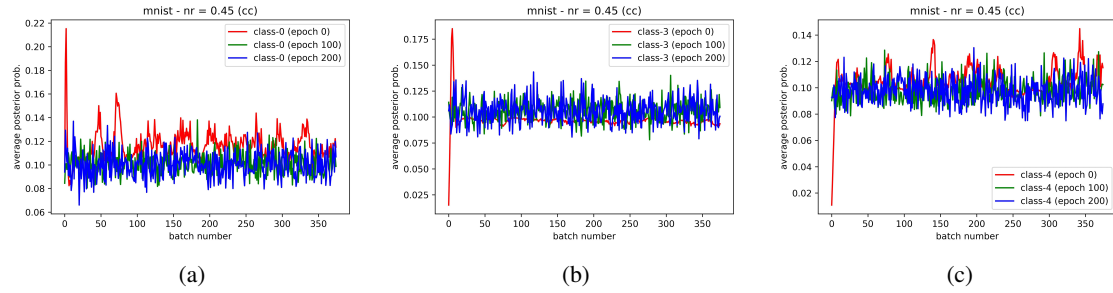 mnist - nr = 0.45 (cc)
average posterior prob.
0.22
0.20
0.18
0.16
0.14
0.12
0.10
0.08
0.06
class-0 (epoch 0)
class-0 (epoch 100)
class-0 (epoch 200)
0 50 100 150 200 250 300 350
batch number
(a)
mnist - nr = 0.45 (cc)
average posterior prob.
0.175
0.150
0.125
0.100
0.075
0.050
0.025
class-3 (epoch 0)
class-3 (epoch 100)
class-3 (epoch 200)
0 50 100 150 200 250 300 350
batch number
(b)
mnist - nr = 0.45 (cc)
average posterior prob.
0.14
0.12
0.10
0.08
0.06
0.04
0.02
class-4 (epoch 0)
class-4 (epoch 100)
class-4 (epoch 200)
0 50 100 150 200 250 300 350
batch number
(c)